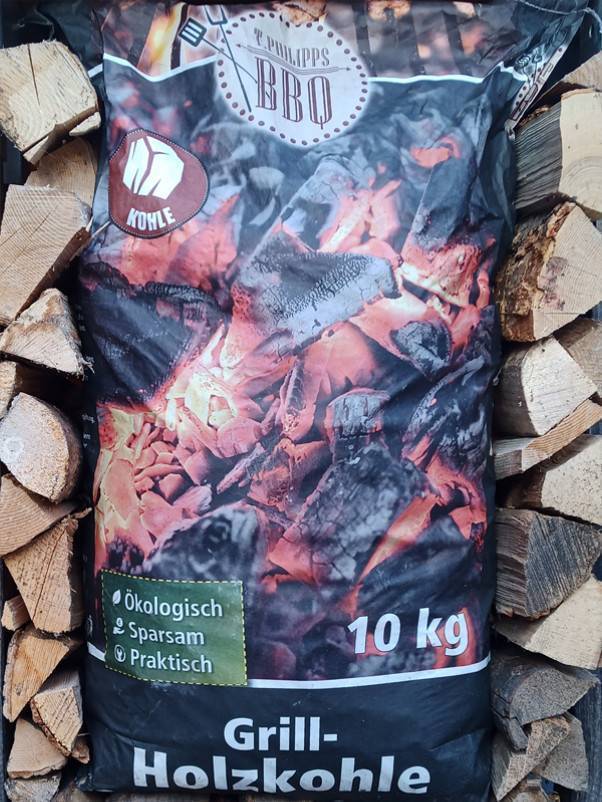 T. PHILIPPS
BBQ
KOHLE
Ökologisch
Sparsam
Praktisch
10 kg
Grill-
Holzkohle